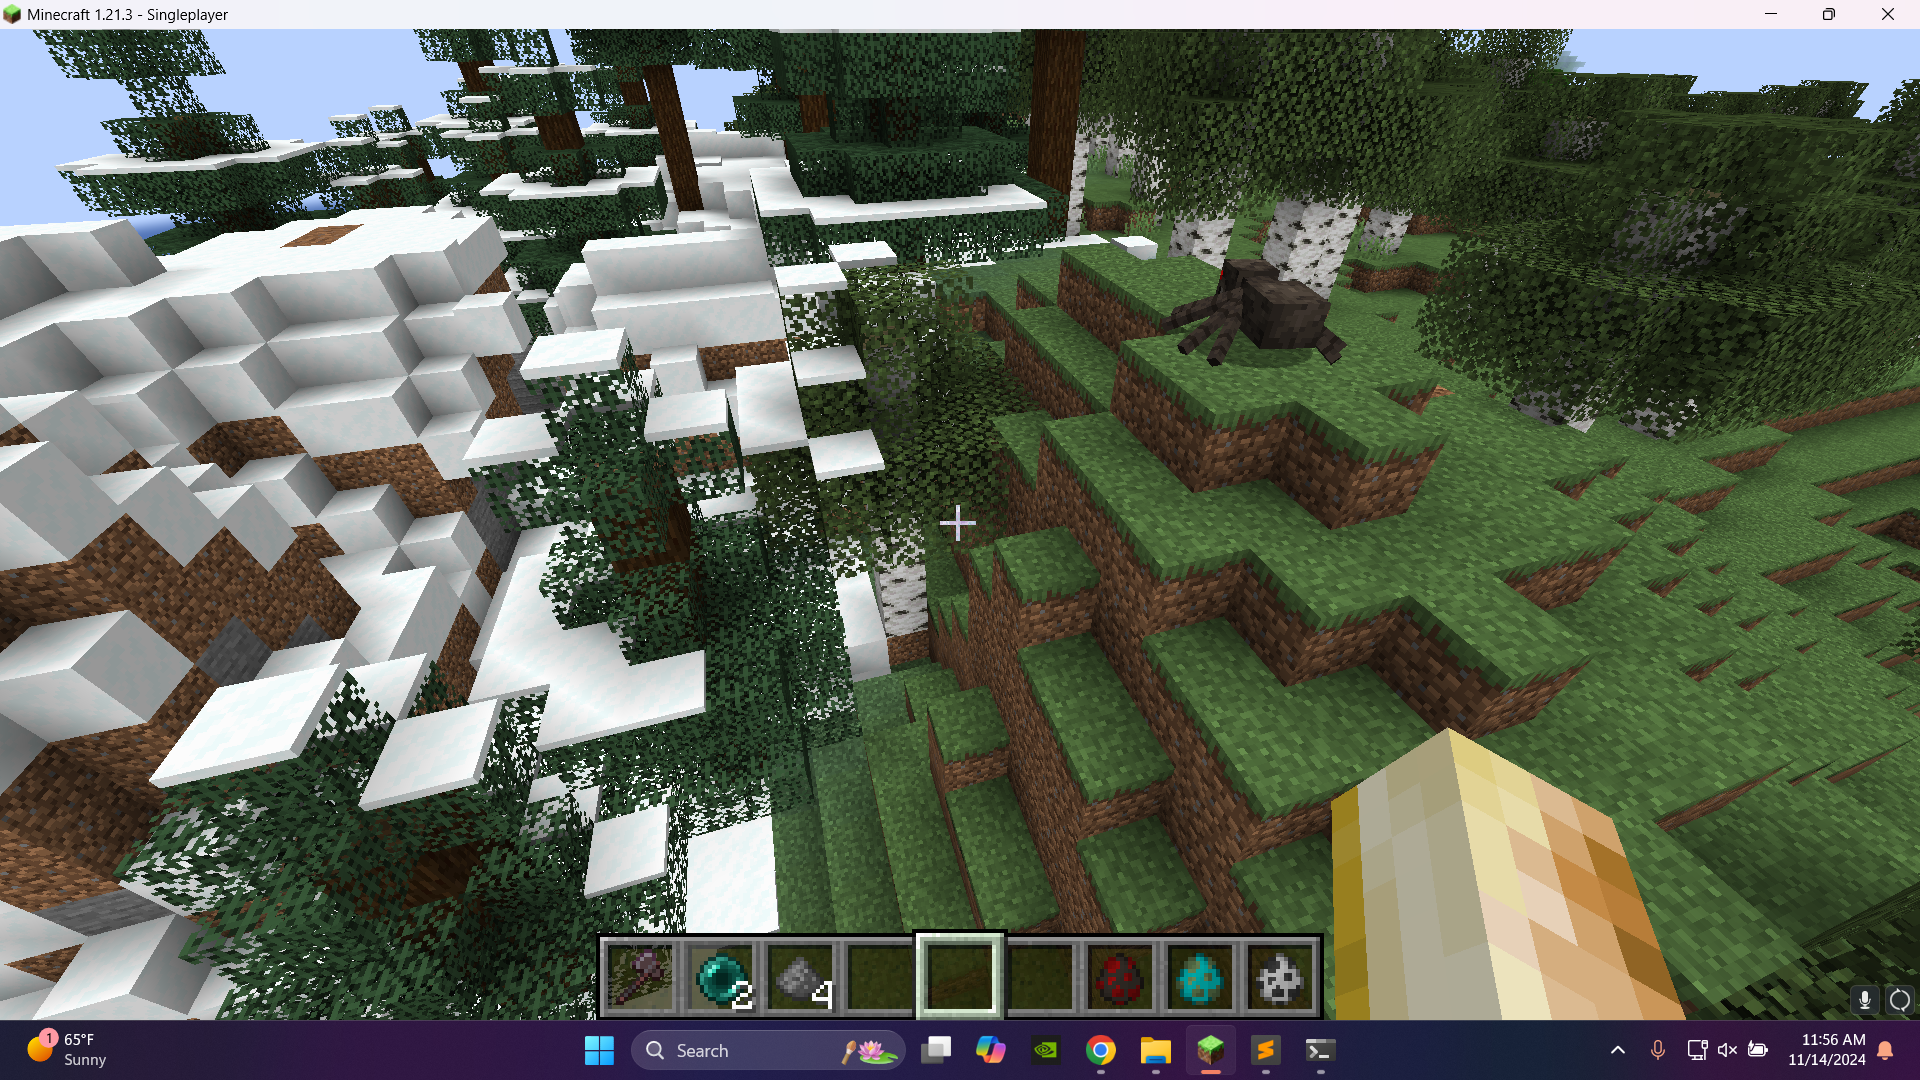 Minecraft 1.21.3 - Singleplayer
2
4
1
65°F
Sunny
Search
11:56 AM
11/14/2024